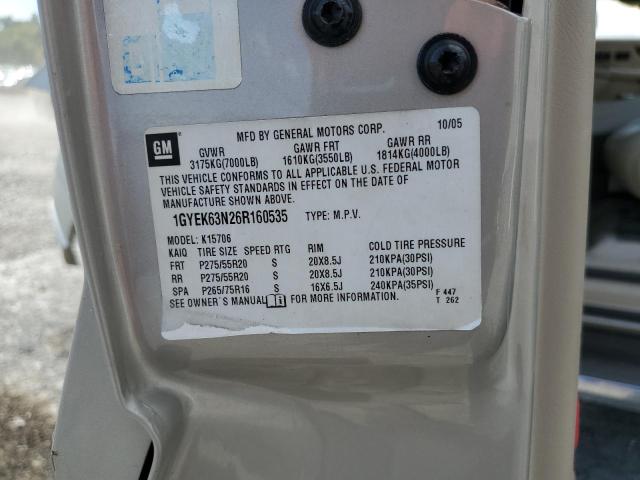 GM
MFD BY GENERAL MOTORS CORP. 10/05
GVWR GAWR FRT GAWR RR
3175KG(7000LB) 1610KG(3550LB) 1814KG(4000LB)
THIS VEHICLE CONFORMS TO ALL APPLICABLE U.S. FEDERAL MOTOR
VEHICLE SAFETY STANDARDS IN EFFECT ON THE DATE OF
MANUFACTURE SHOWN ABOVE.
1GYEK63N26R160535 TYPE: M.P.V.
MODEL: K15706
KAIQ TIRE SIZE SPEED RTG RIM COLD TIRE PRESSURE
FRT P275/55R20 S 20X8.5J 210KPA(30PSI)
RR P275/55R20 S 20X8.5J 210KPA(30PSI)
SPA P265/75R16 S 16X6.5J 240KPA(35PSI)
SEE OWNER'S MANUAL FOR MORE INFORMATION. F 447
T 262